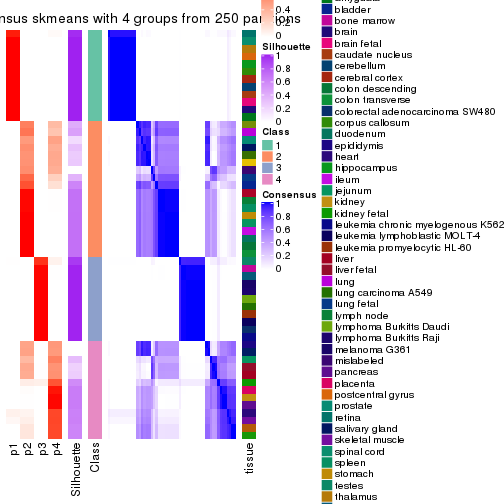 nsus skmeans with 4 groups from 250 partitions
0.4
0.2
0
Silhouette
1
0.8
0.6
0.4
0.2
0
Class
1
2
3
4
Consensus
1
0.8
0.6
0.4
0.2
0
p1
p2
p3
p4
Silhouette
Class
tissue
bladder
bone marrow
brain
brain fetal
caudate nucleus
cerebellum
cerebral cortex
colon descending
colon transverse
colorectal adenocarcinoma SW480
corpus callosum
duodenum
epididymis
heart
hippocampus
ileum
jejunum
kidney
kidney fetal
leukemia chronic myelogenous K562
leukemia lymphoblastic MOLT-4
leukemia promyelocytic HL-60
liver
liver fetal
lung
lung carcinoma A549
lung fetal
lymph node
lymphoma Burkitts Daudi
lymphoma Burkitts Raji
melanoma G361
mislabeled
pancreas
placenta
postcentral gyrus
prostate
retina
salivary gland
skeletal muscle
spinal cord
spleen
stomach
testes
thalamus